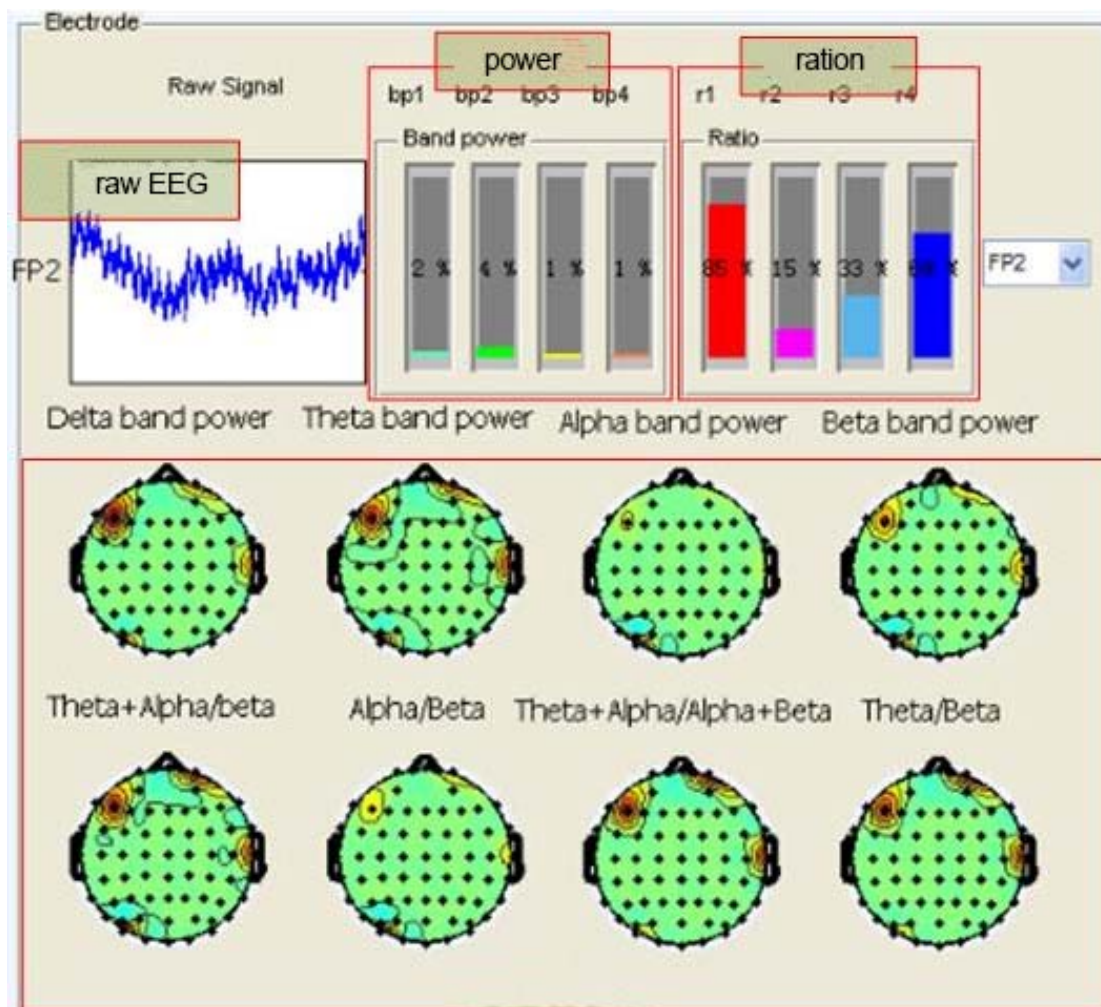 Electrode
power
ration
Raw Signal
bp1 bp2 bp3 bp4
r1 r2 r3 r4
Band power
Ratio
raw EEG
FP2
2 %
4 %
1 %
1 %
85 %
15 %
33 %
FP2
Delta band power
Theta band power
Alpha band power
Beta band power
Theta+Alpha/beta
Alpha/Beta
Theta+Alpha/Alpha+Beta
Theta/Beta